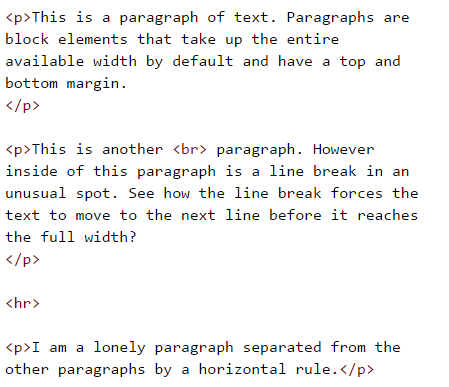 <p>This is a paragraph of text. Paragraphs are
block elements that take up the entire
available width by default and have a top and
bottom margin.
</p>
<p>This is another <br> paragraph. However
inside of this paragraph is a line break in an
unusual spot. See how the line break forces the
text to move to the next line before it reaches
the full width?
</p>
<hr>
<p>I am a lonely paragraph separated from the
other paragraphs by a horizontal rule.</p>